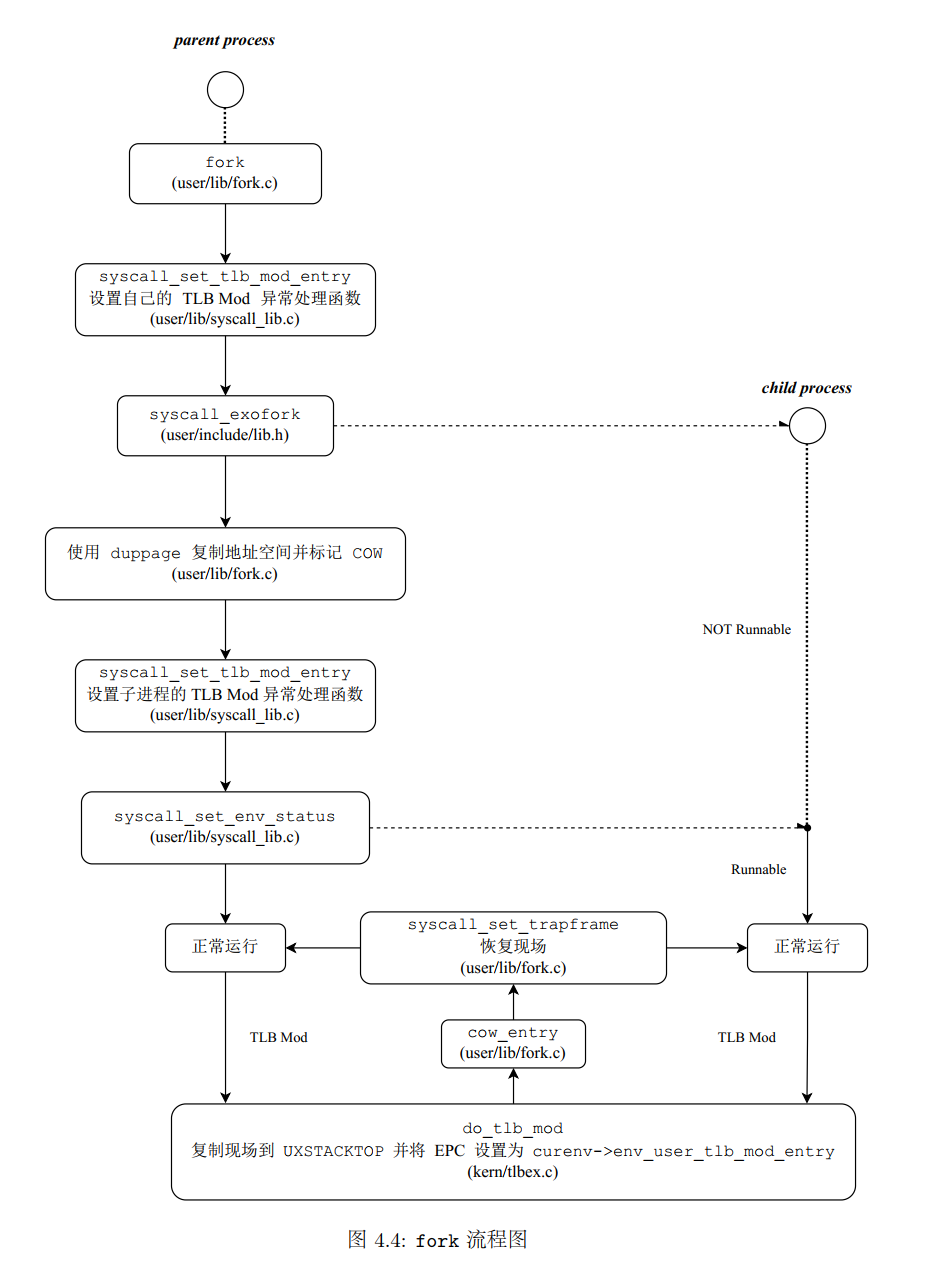 parent process
fork
(user/lib/fork.c)
syscall_set_tlb_mod_entry
设置自己的 TLB Mod 异常处理函数
(user/lib/syscall_lib.c)
child process
syscall_exofork
(user/include/lib.h)
使用 duppage 复制地址空间并标记 COW
(user/lib/fork.c)
NOT Runnable
syscall_set_tlb_mod_entry
设置子进程的 TLB Mod 异常处理函数
(user/lib/syscall_lib.c)
syscall_set_env_status
(user/lib/syscall_lib.c)
Runnable
正常运行
syscall_set_trapframe
恢复现场
(user/lib/fork.c)
正常运行
TLB Mod
cow_entry
(user/lib/fork.c)
TLB Mod
do_tlb_mod
复制现场到 UXSTACKTOP 并将 EPC 设置为 curenv->env_user_tlb_mod_entry
(kern/tlbex.c)
图 4.4: fork 流程图